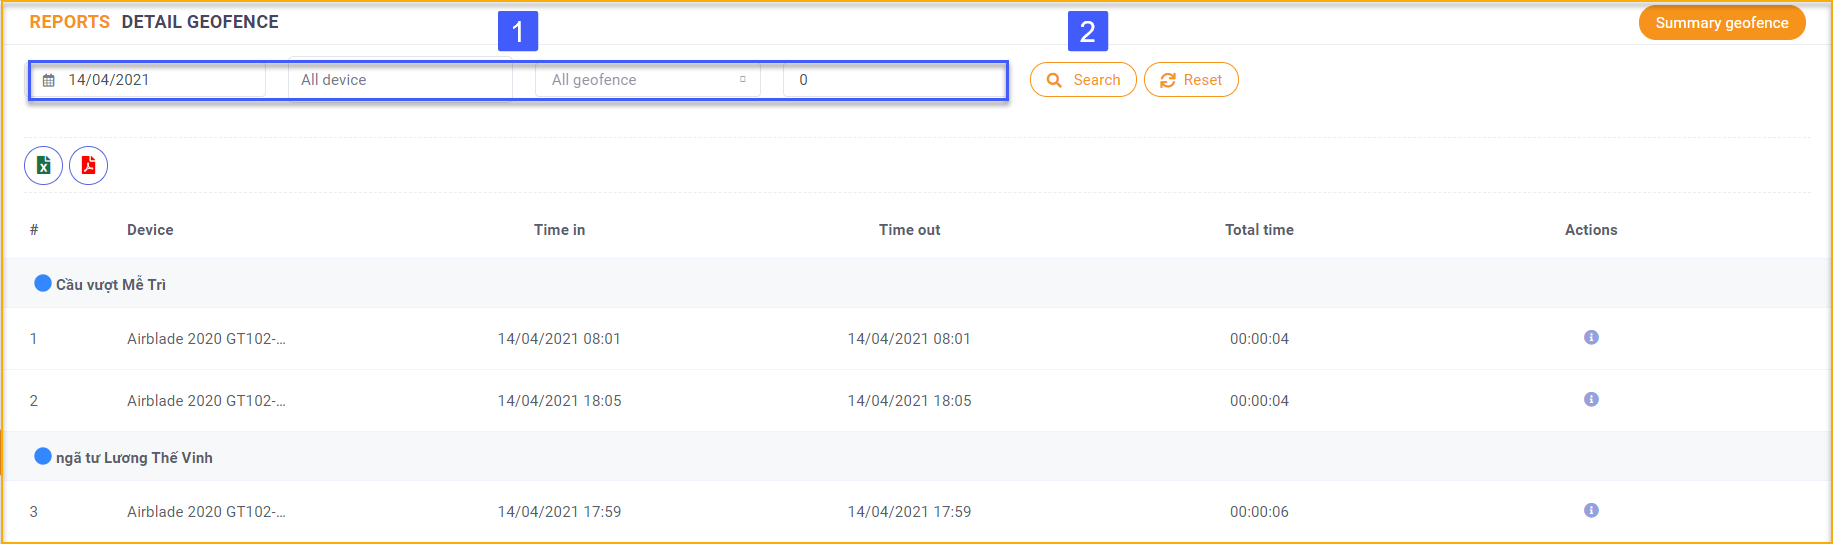 REPORTS DETAIL GEOFENCE
1
2
Summary geofence
14/04/2021 All device All geofence 0 Search Reset
# Device Time in Time out Total time Actions
Cầu vượt Mễ Trì
1 Airblade 2020 GT102-... 14/04/2021 08:01 14/04/2021 08:01 00:00:04
2 Airblade 2020 GT102-... 14/04/2021 18:05 14/04/2021 18:05 00:00:04
ngã tư Lương Thế Vinh
3 Airblade 2020 GT102-... 14/04/2021 17:59 14/04/2021 17:59 00:00:06